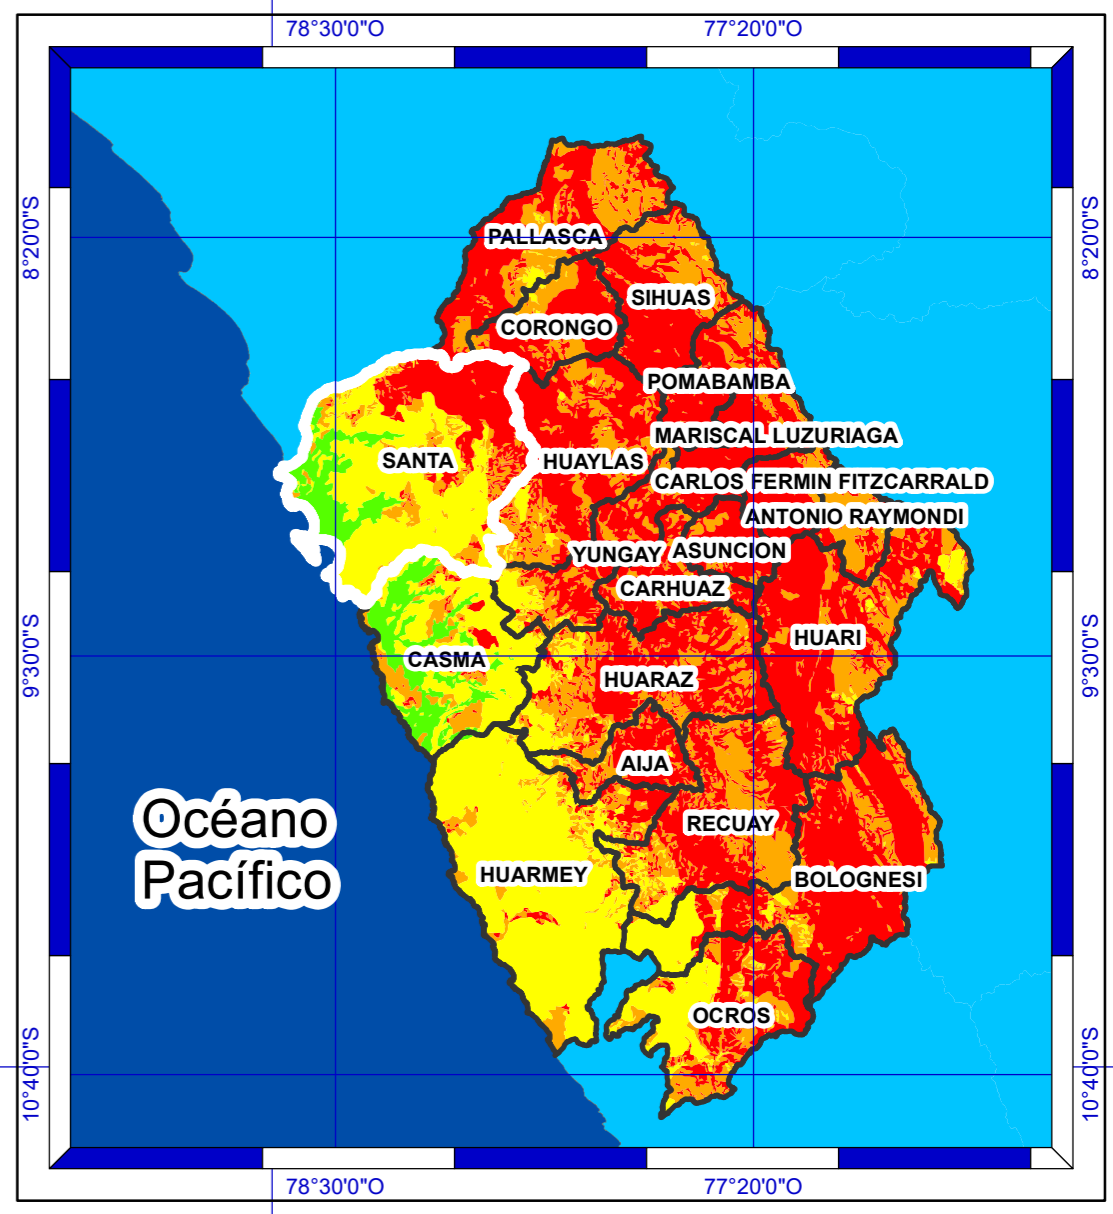 78°30'0"O
77°20'0"O
8°20'0"S
8°20'0"S
PALLASCA
SIHUAS
CORONGO
POMABAMBA
MARISCAL LUZURIAGA
SANTA
HUAYLAS
CARLOS FERMIN FITZCARRALD
ANTONIO RAYMONDI
YUNGAY
ASUNCION
CARHUAZ
HUARI
9°30'0"S
9°30'0"S
CASMA
HUARAZ
AIJA
Océano
Pacífico
RECUAY
HUARMEY
BOLOGNESI
OCROS
10°40'0"S
10°40'0"S
78°30'0"O
77°20'0"O